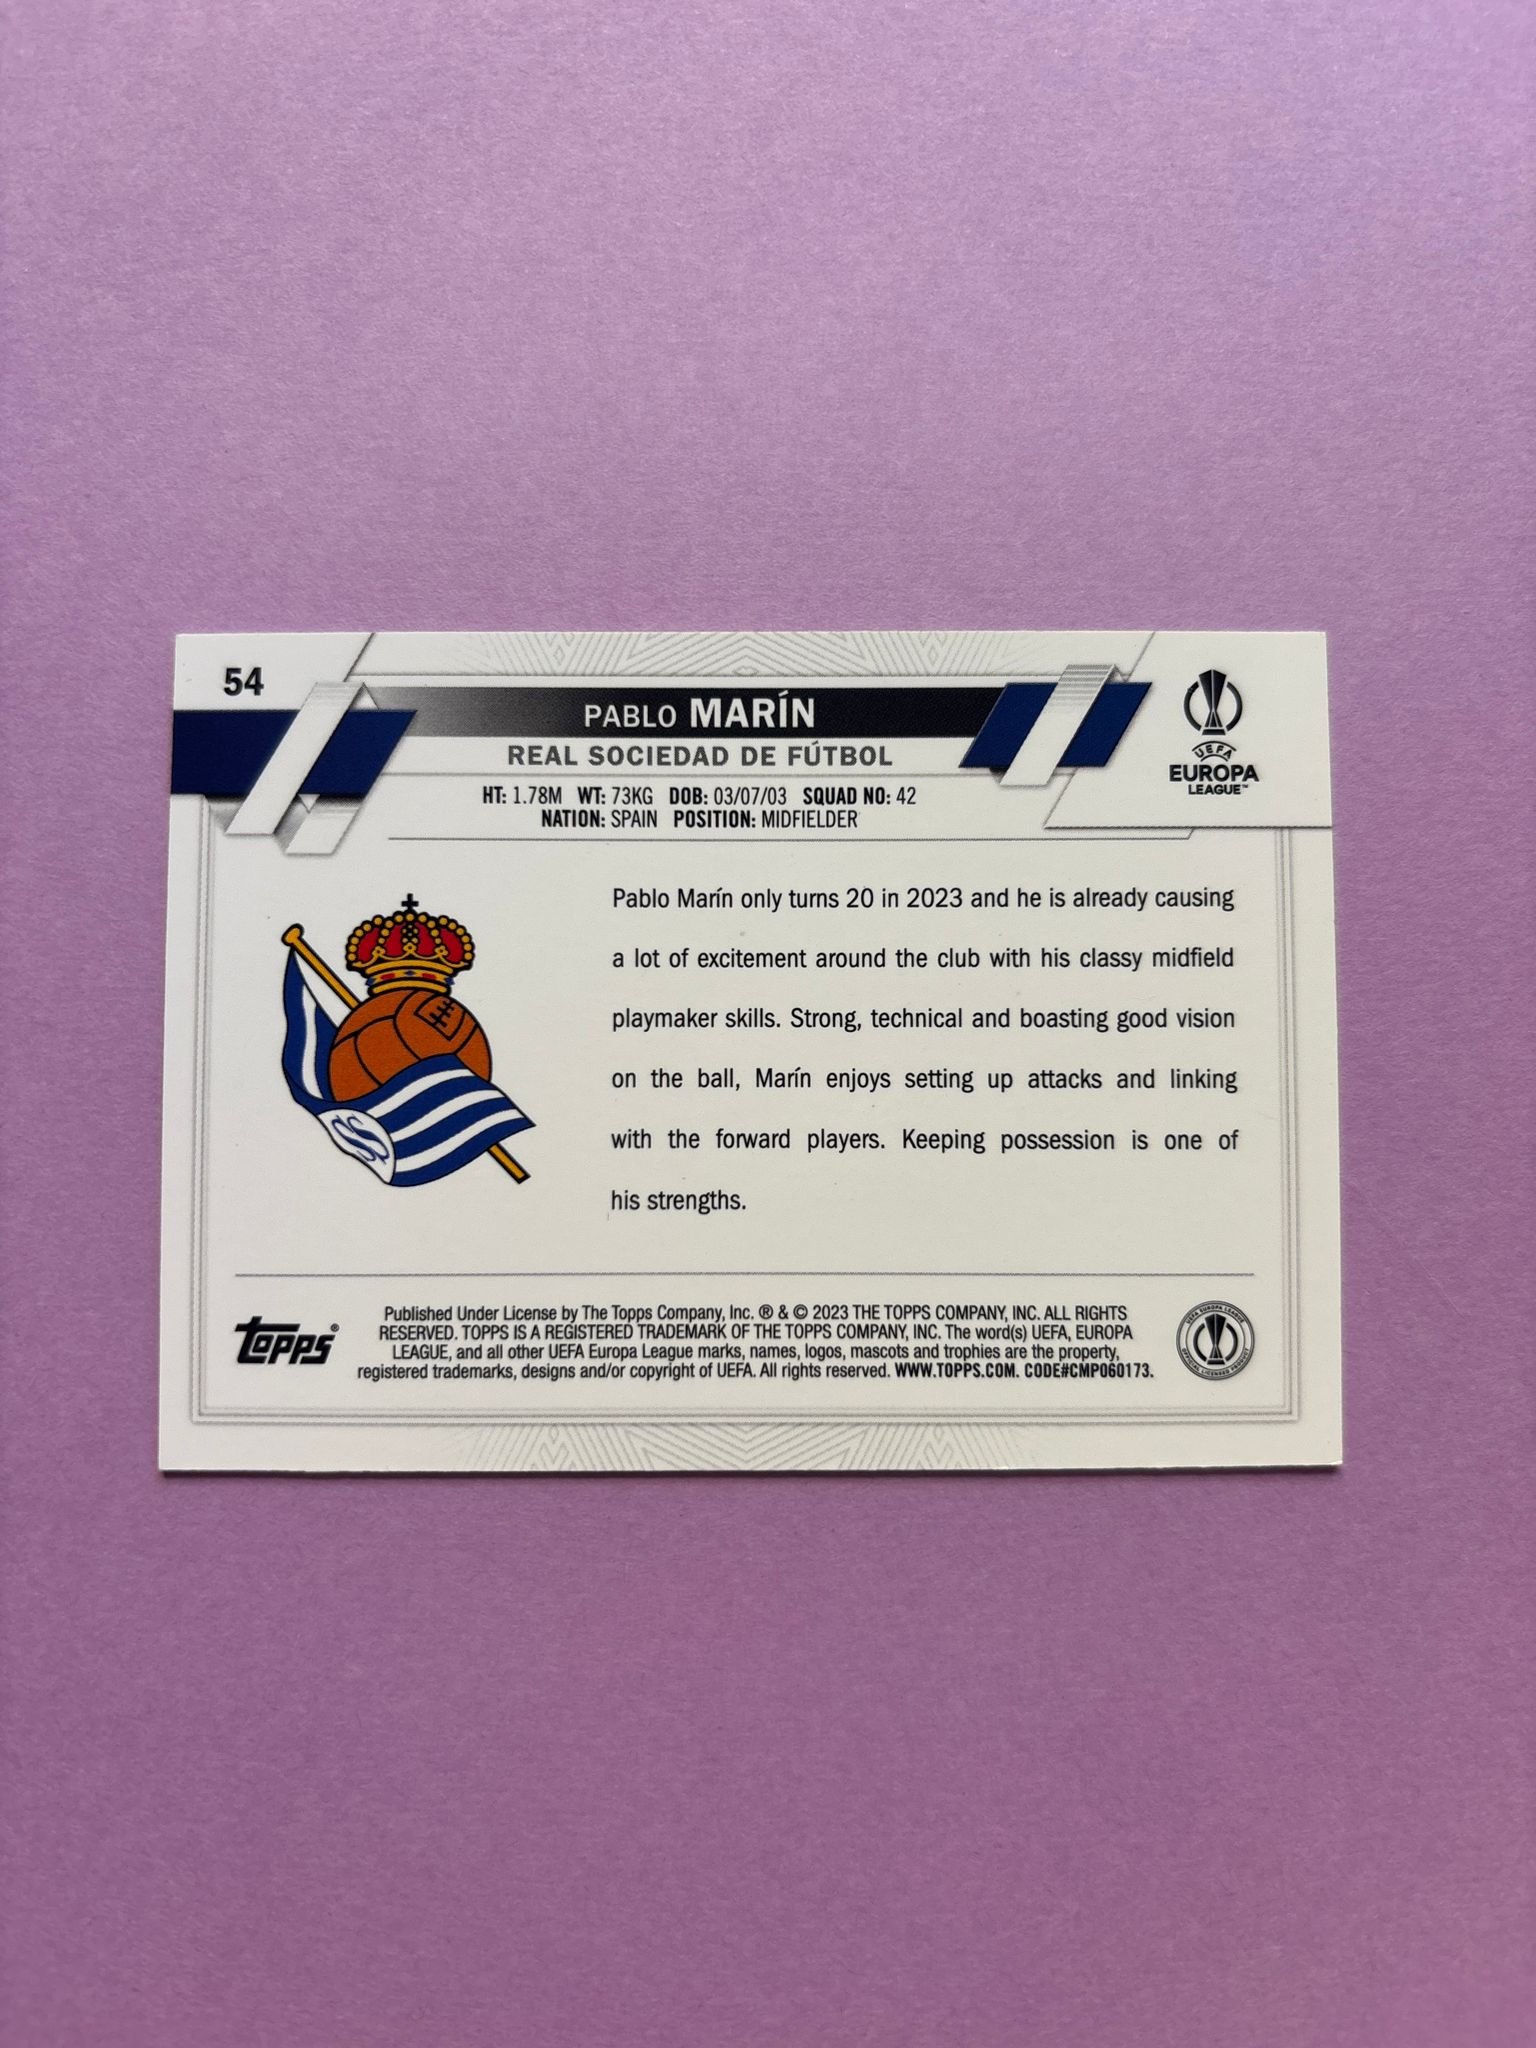 54
PABLO MARÍN
REAL SOCIEDAD DE FÚTBOL
HT: 1.78M WT: 73KG DOB: 03/07/03 SQUAD NO: 42
NATION: SPAIN POSITION: MIDFIELDER
UEFA
EUROPA
LEAGUE™
Pablo Marín only turns 20 in 2023 and he is already causing
a lot of excitement around the club with his classy midfield
playmaker skills. Strong, technical and boasting good vision
on the ball, Marín enjoys setting up attacks and linking
with the forward players. Keeping possession is one of
his strengths.
Topps®
Published Under License by The Topps Company, Inc. ® & © 2023 THE TOPPS COMPANY, INC. ALL RIGHTS
RESERVED. TOPPS IS A REGISTERED TRADEMARK OF THE TOPPS COMPANY, INC. The word(s) UEFA, EUROPA
LEAGUE, and all other UEFA Europa League marks, names, logos, mascots and trophies are the property,
registered trademarks, designs and/or copyright of UEFA. All rights reserved. WWW.TOPPS.COM. CODE#CMP060173.
UEFA EUROPA LEAGUE
OFFICIAL LICENSED PRODUCT